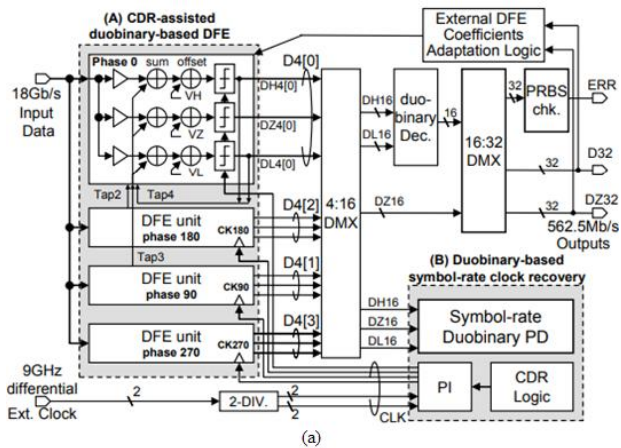 (A) CDR-assisted
duobinary-based DFE
Phase 0 sum offset
VH
VZ
VL
18Gb/s
Input
Data
D4[0]
DH4[0]
DZ4[0]
DL4[0]
Tap2 Tap4
DFE unit
phase 180
CK180
D4[2]
Tap3
DFE unit
phase 90
CK90
D4[1]
DFE unit
phase 270
CK270
D4[3]
9GHz
differential
Ext. Clock
2
2-DIV.
2
2
CLK
4:16
DMX
DH16
DL16
duo-
binary
Dec.
16
DZ16
16:32
DMX
External DFE
Coefficients
Adaptation Logic
32
PRBS
chk.
ERR
32
D32
32
DZ32
562.5Mb/s
Outputs
(B) Duobinary-based
symbol-rate clock recovery
DH16
DZ16
DL16
Symbol-rate
Duobinary PD
PI
CDR
Logic
(a)